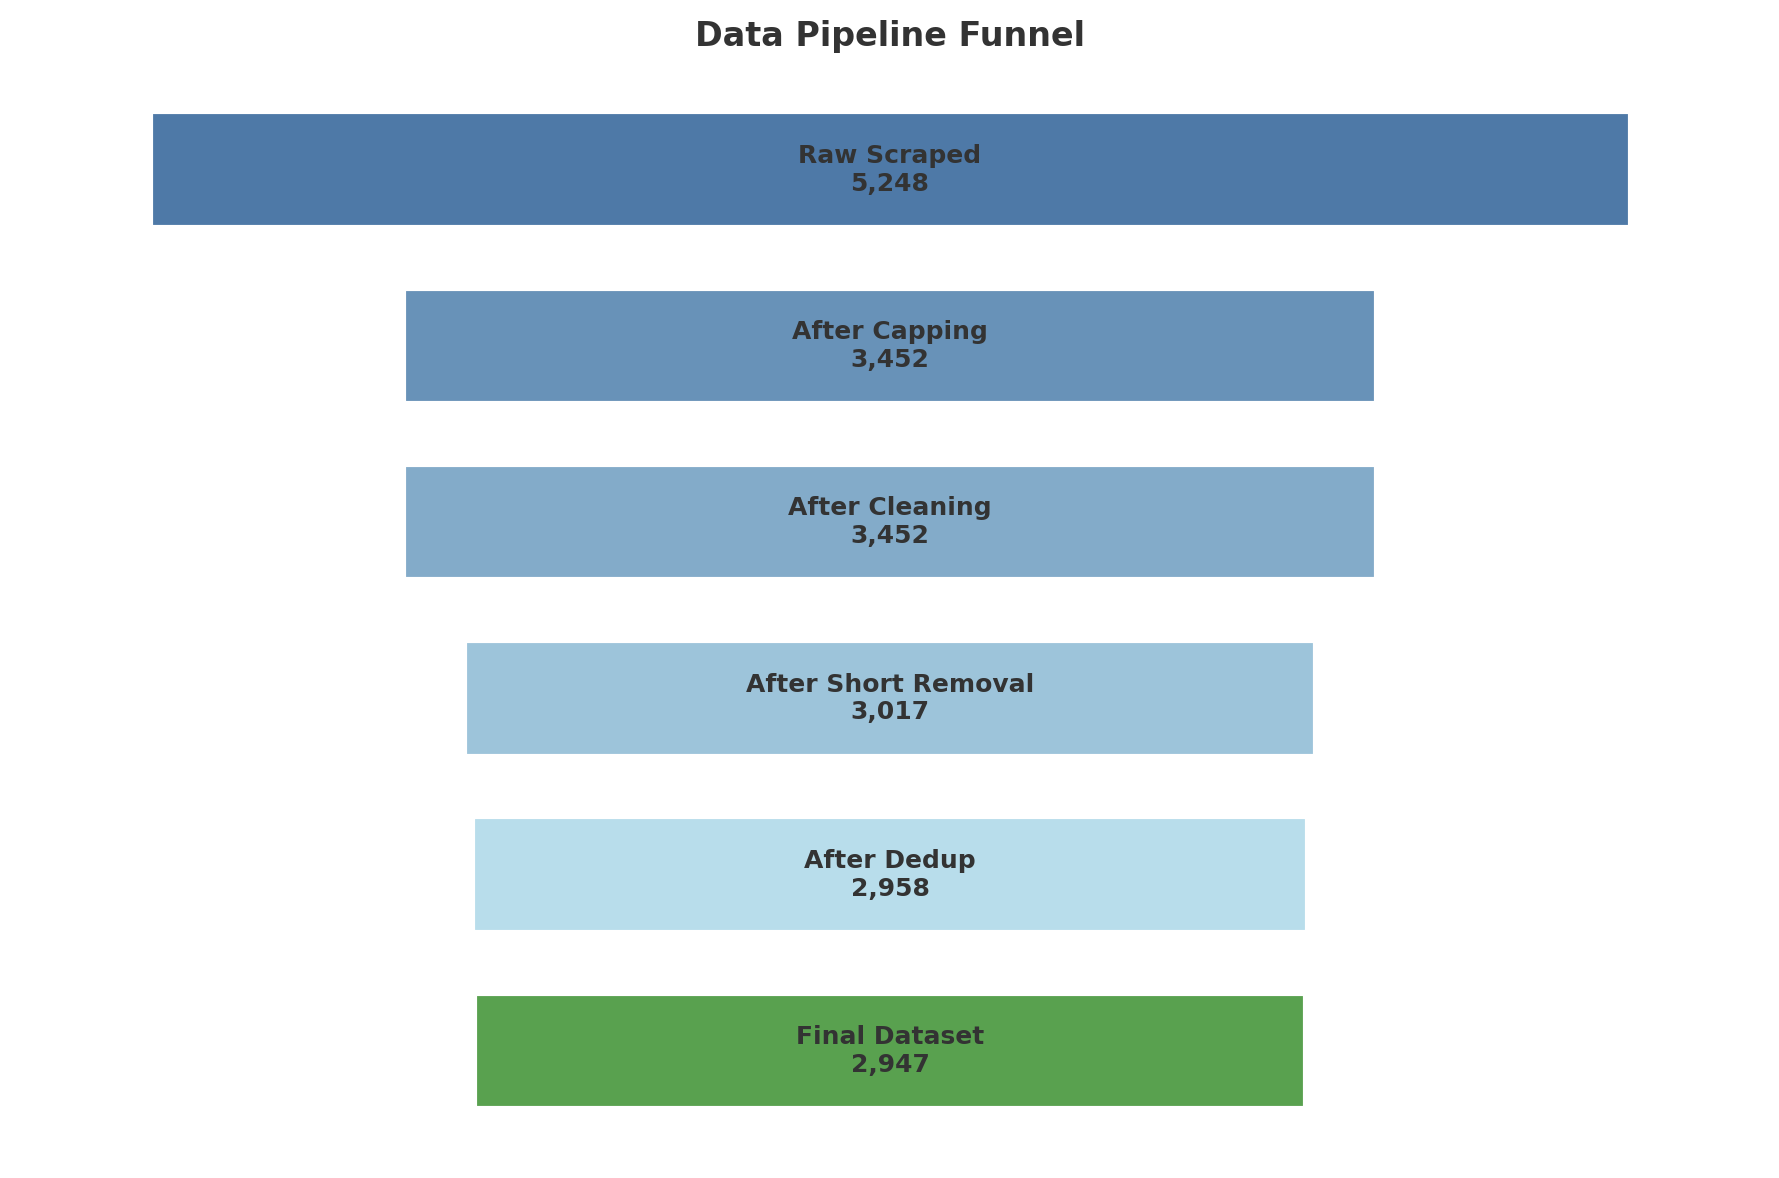 Data Pipeline Funnel
Raw Scraped
5,248
After Capping
3,452
After Cleaning
3,452
After Short Removal
3,017
After Dedup
2,958
Final Dataset
2,947